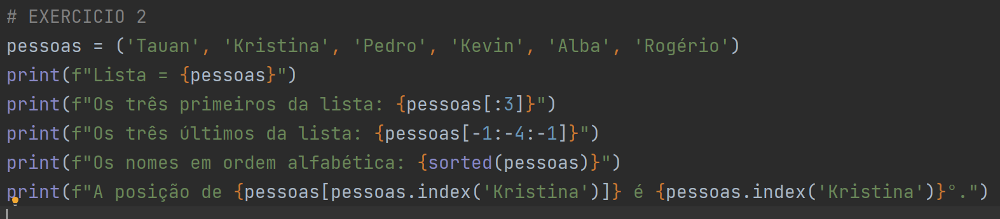 # EXERCICIO 2
pessoas = ('Tauan', 'Kristina', 'Pedro', 'Kevin', 'Alba', 'Rogério')
print(f"Lista = {pessoas}")
print(f"Os três primeiros da lista: {pessoas[:3]}")
print(f"Os três últimos da lista: {pessoas[-1:-4:-1]}")
print(f"Os nomes em ordem alfabética: {sorted(pessoas)}")
print(f"A posição de {pessoas[pessoas.index('Kristina')]} é {pessoas.index('Kristina')}°.")